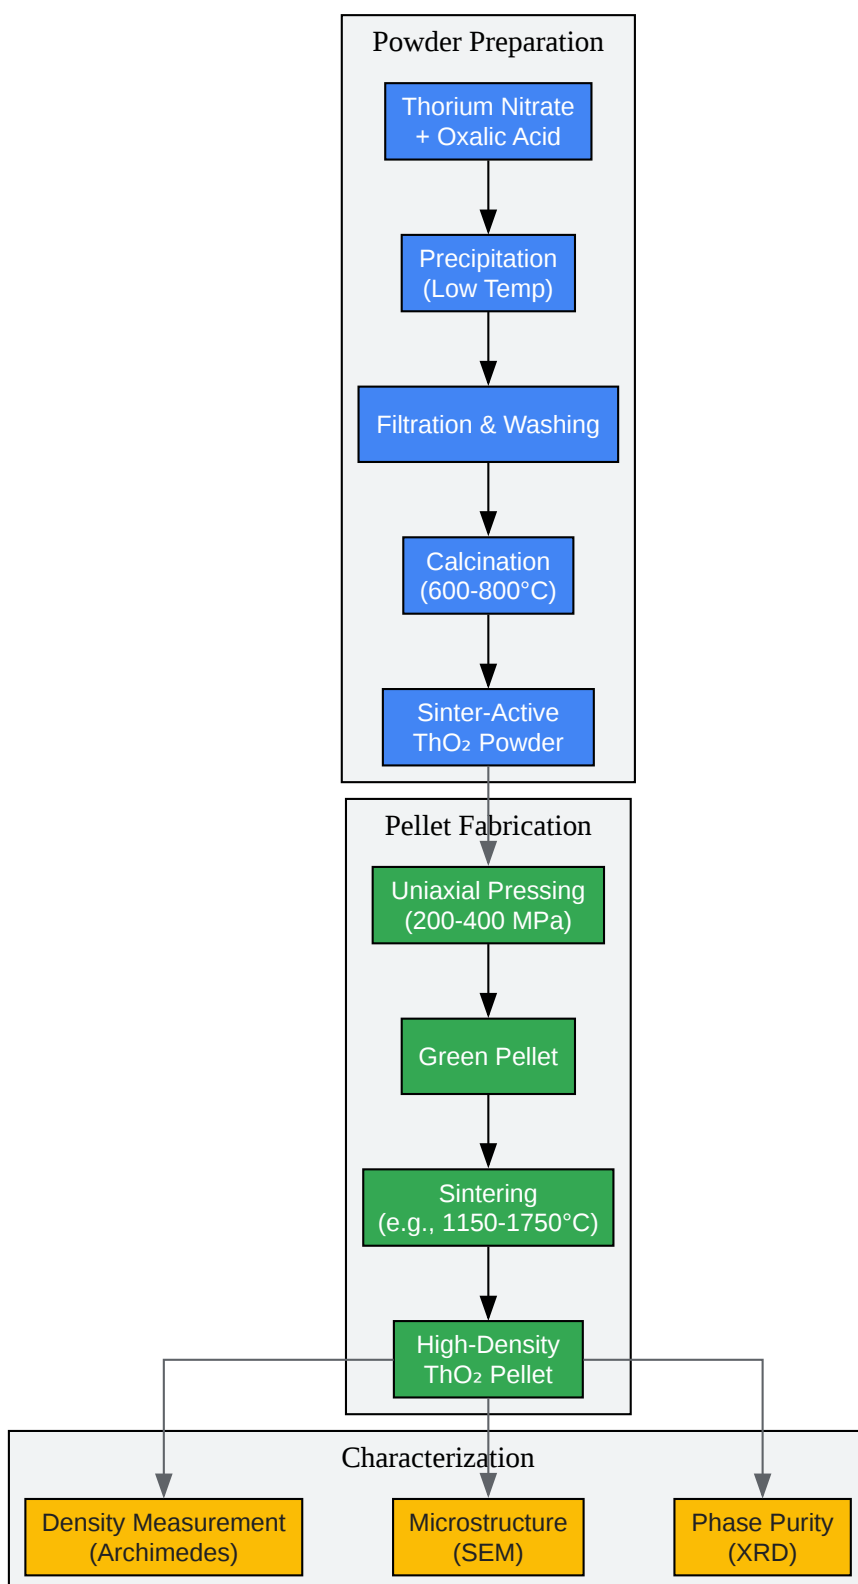 Powder Preparation
Thorium Nitrate
+ Oxalic Acid
Precipitation
(Low Temp)
Filtration & Washing
Calcination
(600-800°C)
Sinter-Active
ThO₂ Powder
Pellet Fabrication
Uniaxial Pressing
(200-400 MPa)
Green Pellet
Sintering
(e.g., 1150-1750°C)
High-Density
ThO₂ Pellet
Characterization
Density Measurement
(Archimedes)
Microstructure
(SEM)
Phase Purity
(XRD)